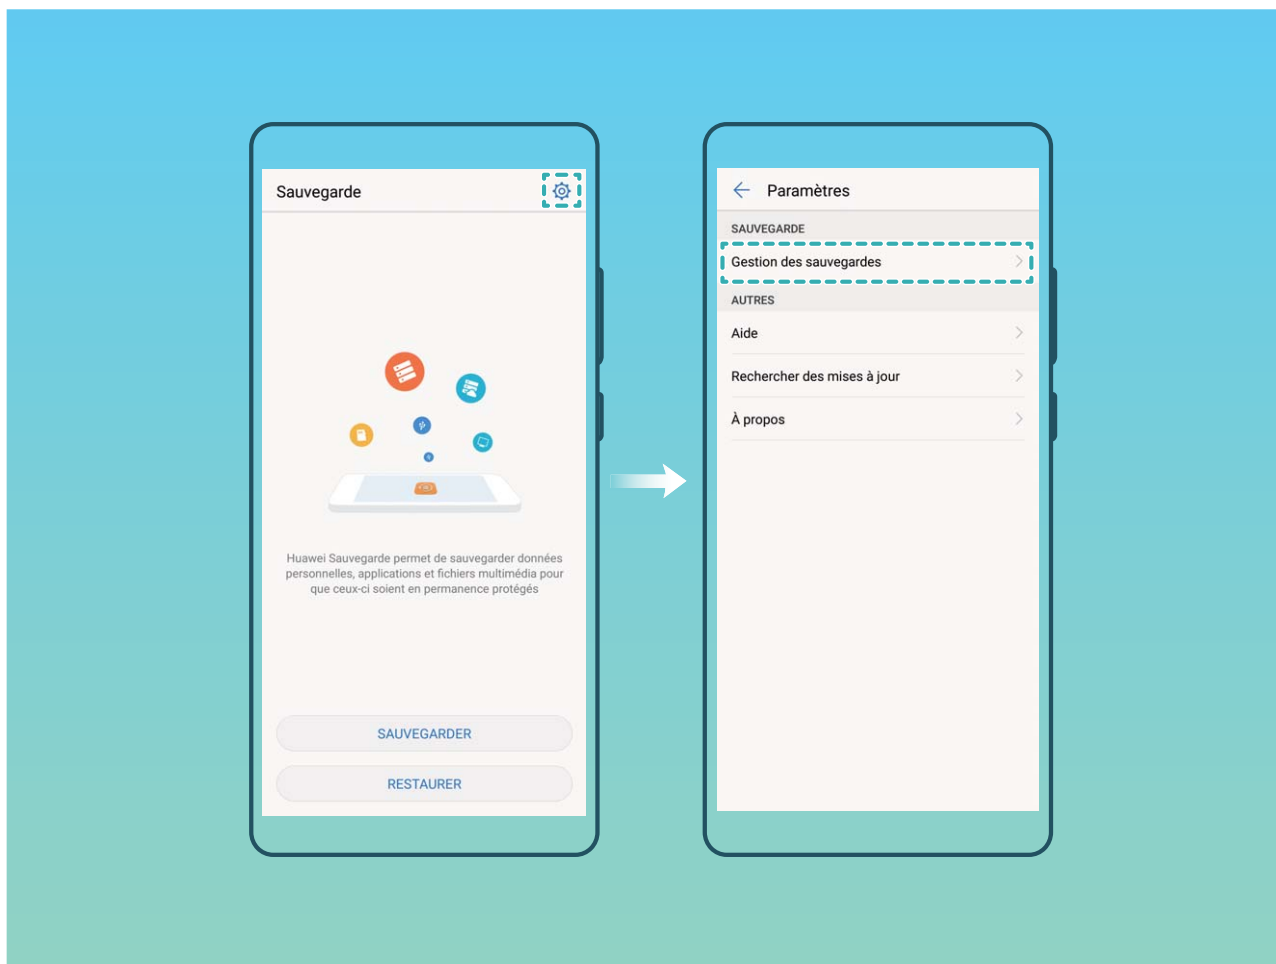 Sauvegarde
Huawei Sauvegarde permet de sauvegarder données
personnelles, applications et fichiers multimédia pour
que ceux-ci soient en permanence protégés
SAUVEGARDER
RESTAURER
Paramètres
SAUVEGARDE
Gestion des sauvegardes
AUTRES
Aide
Rechercher des mises à jour
À propos